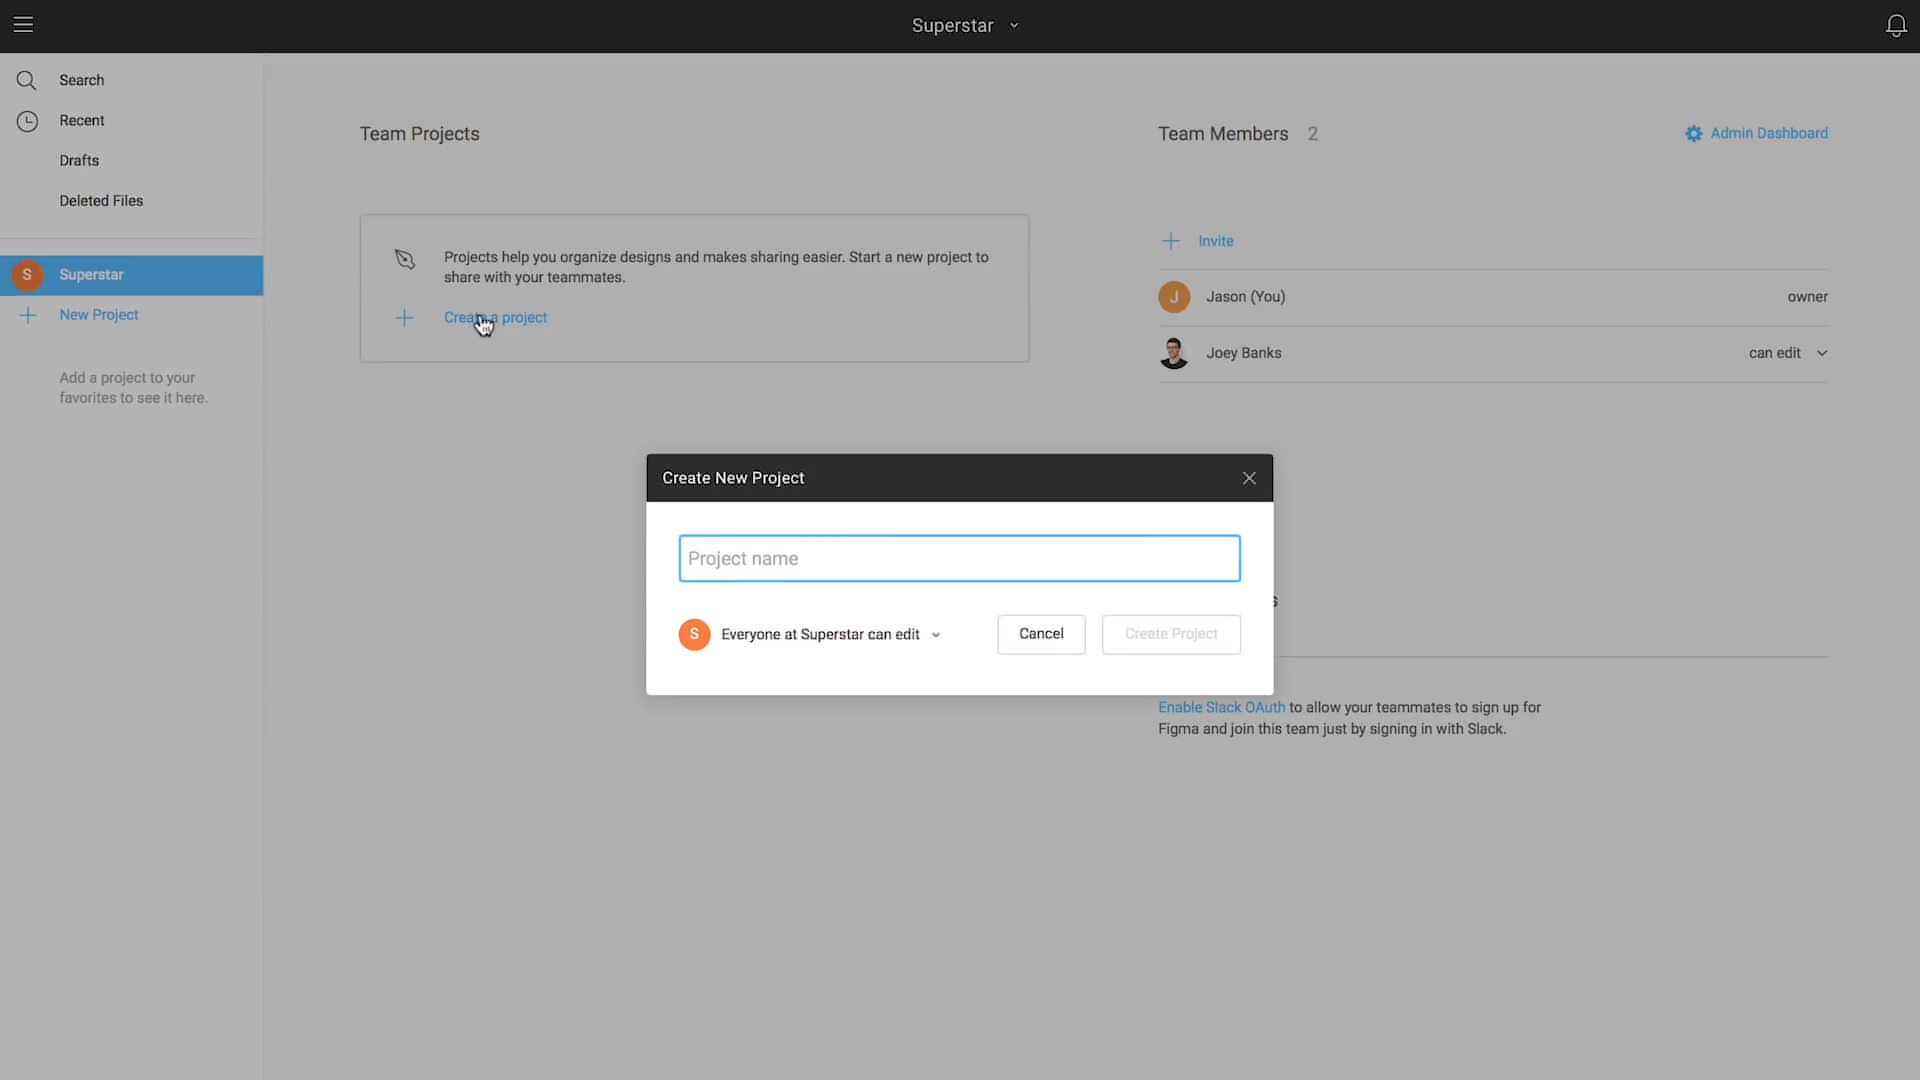 Superstar
Search
Recent
Drafts
Deleted Files
S Superstar
New Project
Add a project to your
favorites to see it here.
Team Projects
Projects help you organize designs and makes sharing easier. Start a new project to
share with your teammates.
Create a project
Team Members 2
Admin Dashboard
Invite
J Jason (You) owner
Joey Banks can edit
Create New Project
Project name
S Everyone at Superstar can edit
Cancel
Create Project
s
Enable Slack OAuth to allow your teammates to sign up for
Figma and join this team just by signing in with Slack.